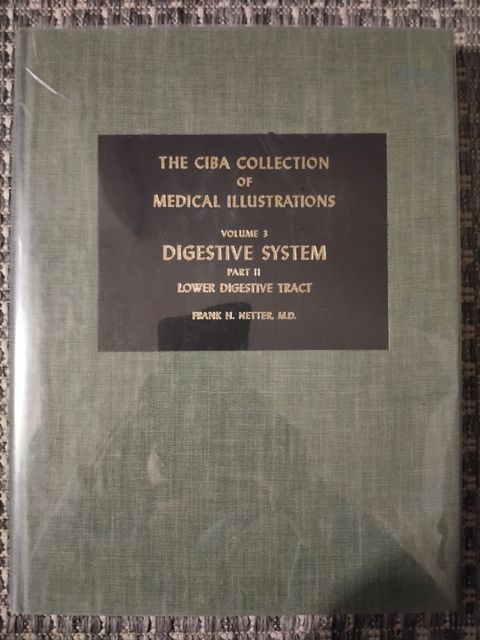 THE CIBA COLLECTION
OF
MEDICAL ILLUSTRATIONS
VOLUME 3
DIGESTIVE SYSTEM
PART II
LOWER DIGESTIVE TRACT
FRANK H. NETTER, M.D.